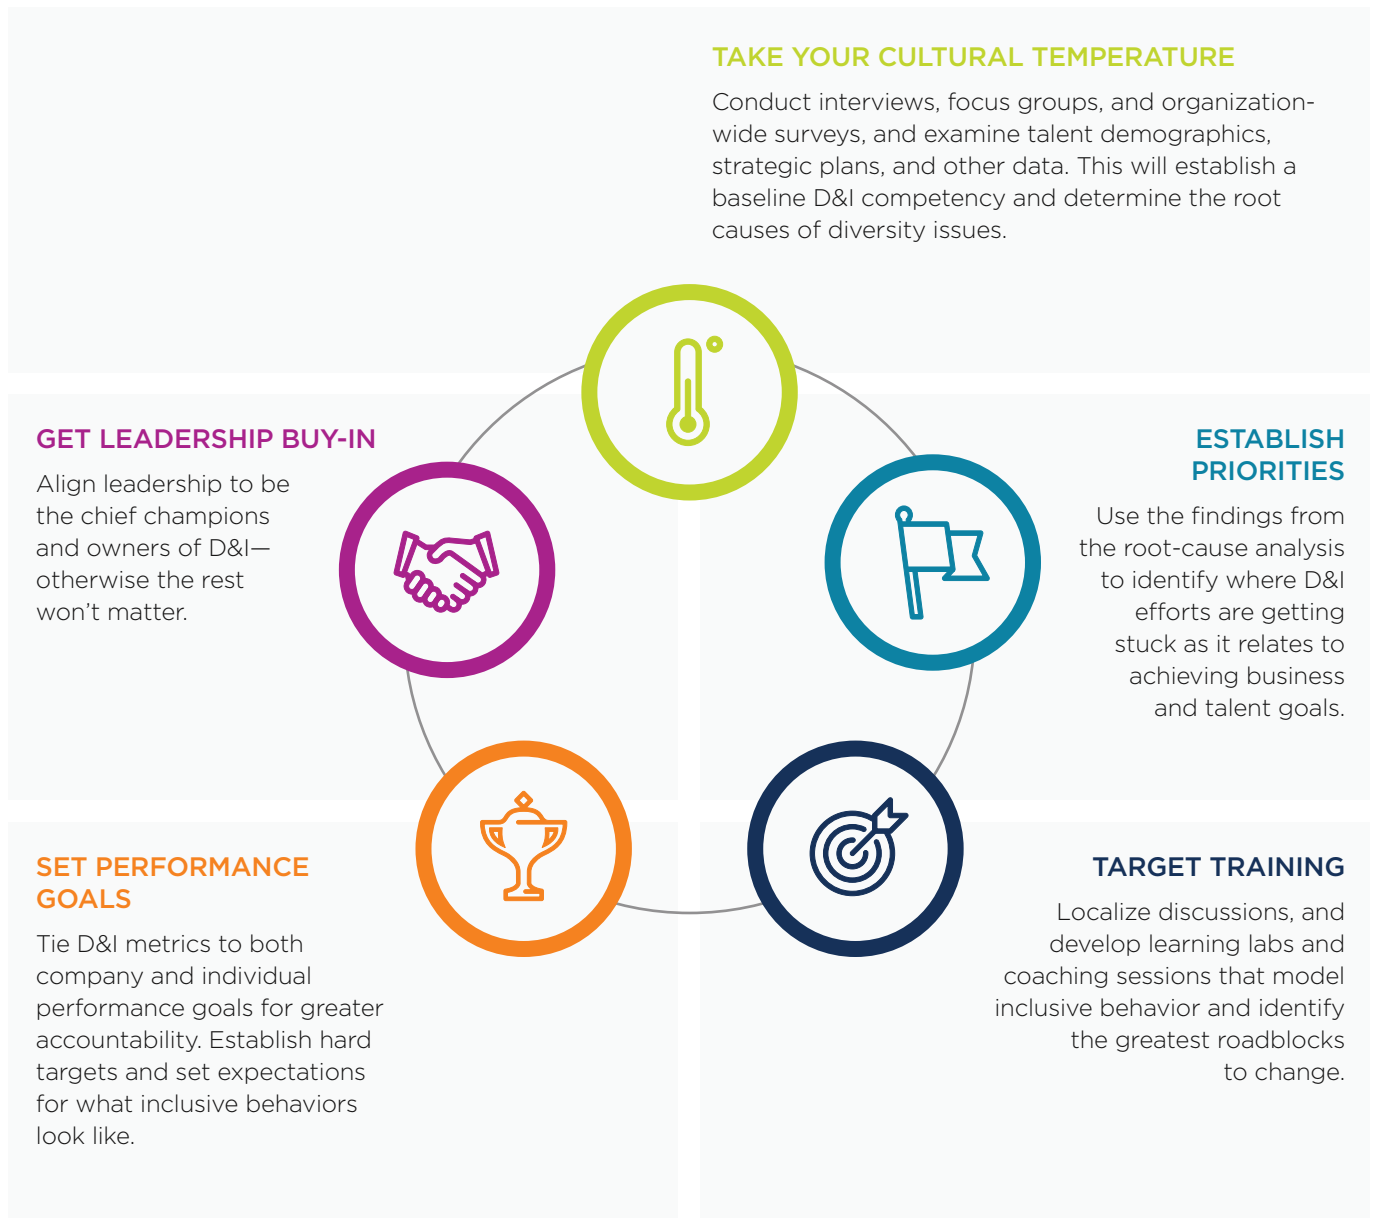 TAKE YOUR CULTURAL TEMPERATURE
Conduct interviews, focus groups, and organization-
wide surveys, and examine talent demographics,
strategic plans, and other data. This will establish a
baseline D&I competency and determine the root
causes of diversity issues.
GET LEADERSHIP BUY-IN
Align leadership to be
the chief champions
and owners of D&I—
otherwise the rest
won’t matter.
ESTABLISH
PRIORITIES
Use the findings from
the root-cause analysis
to identify where D&I
efforts are getting
stuck as it relates to
achieving business
and talent goals.
SET PERFORMANCE
GOALS
Tie D&I metrics to both
company and individual
performance goals for greater
accountability. Establish hard
targets and set expectations
for what inclusive behaviors
look like.
TARGET TRAINING
Localize discussions, and
develop learning labs and
coaching sessions that model
inclusive behavior and identify
the greatest roadblocks
to change.